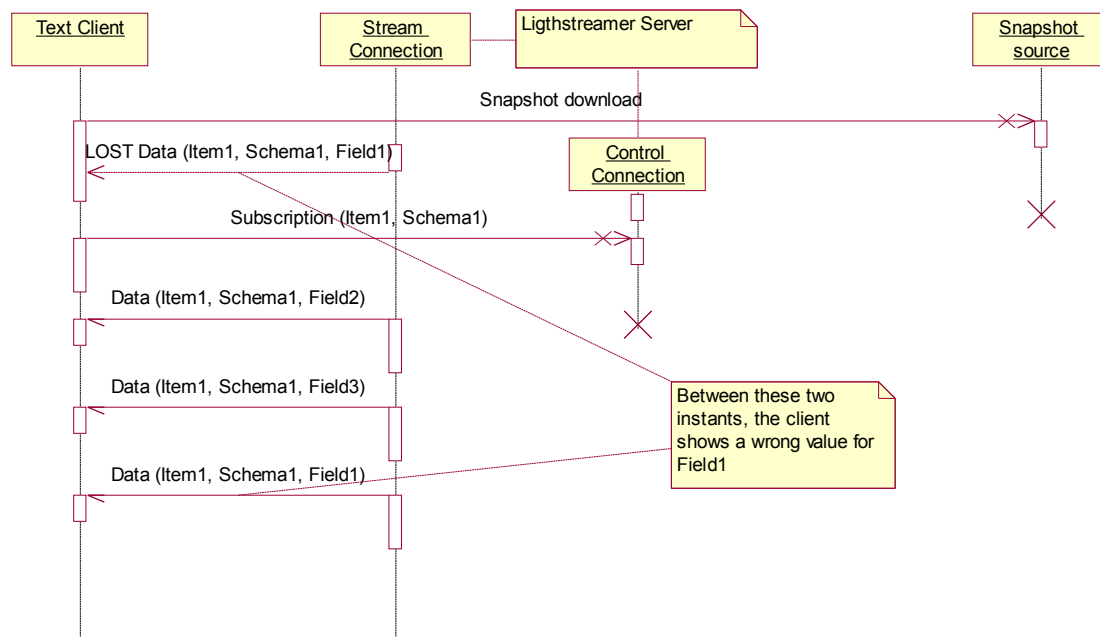 Text Client
Stream
Connection
Ligthstreamer Server
Snapshot
source
Snapshot download
LOST Data (Item1, Schema1, Field1)
Control
Connection
Subscription (Item1, Schema1)
Data (Item1, Schema1, Field2)
Data (Item1, Schema1, Field3)
Between these two
instants, the client
shows a wrong value for
Field1
Data (Item1, Schema1, Field1)